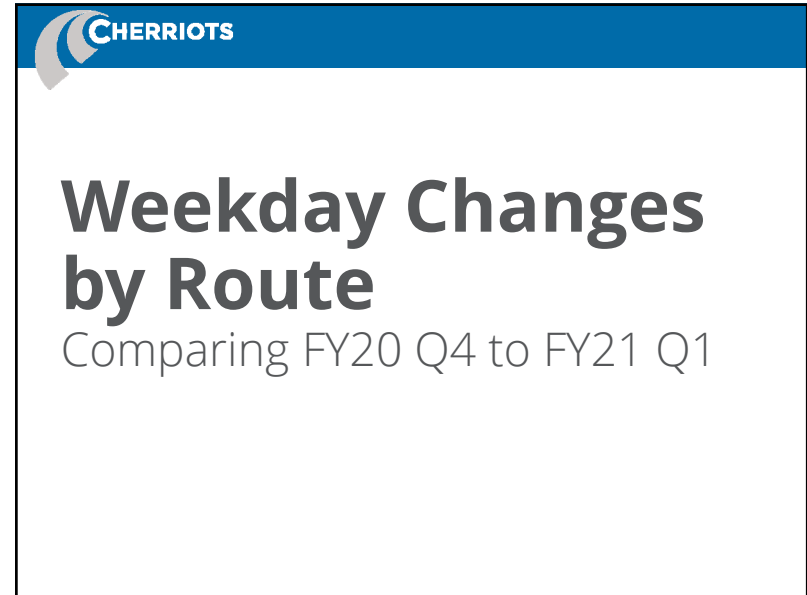 CHERRIOTS
Weekday Changes
by Route
Comparing FY20 Q4 to FY21 Q1